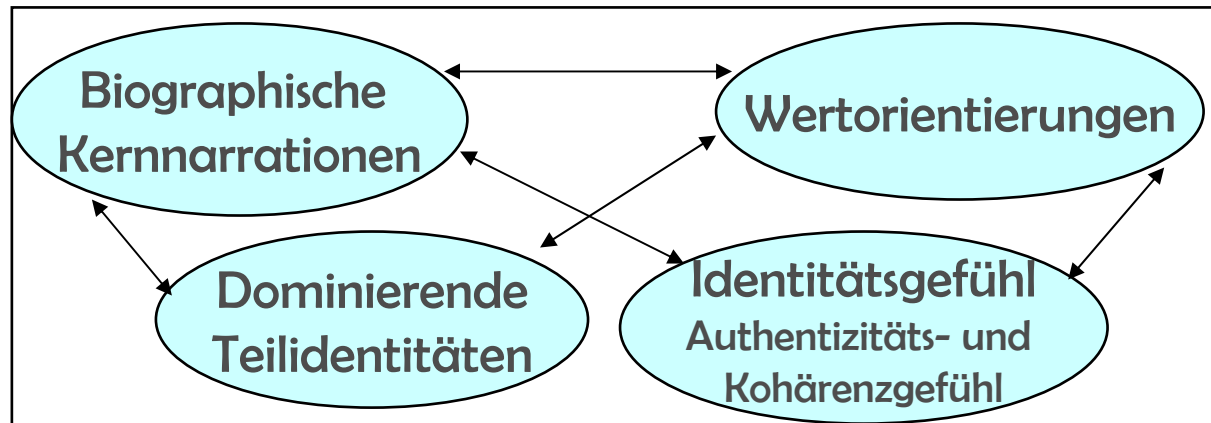 Biographische
Kernnarrationen
Wertorientierungen
Dominierende
Teilidentitäten
Identitätsgefühl
Authentizitäts- und
Kohärenzgefühl